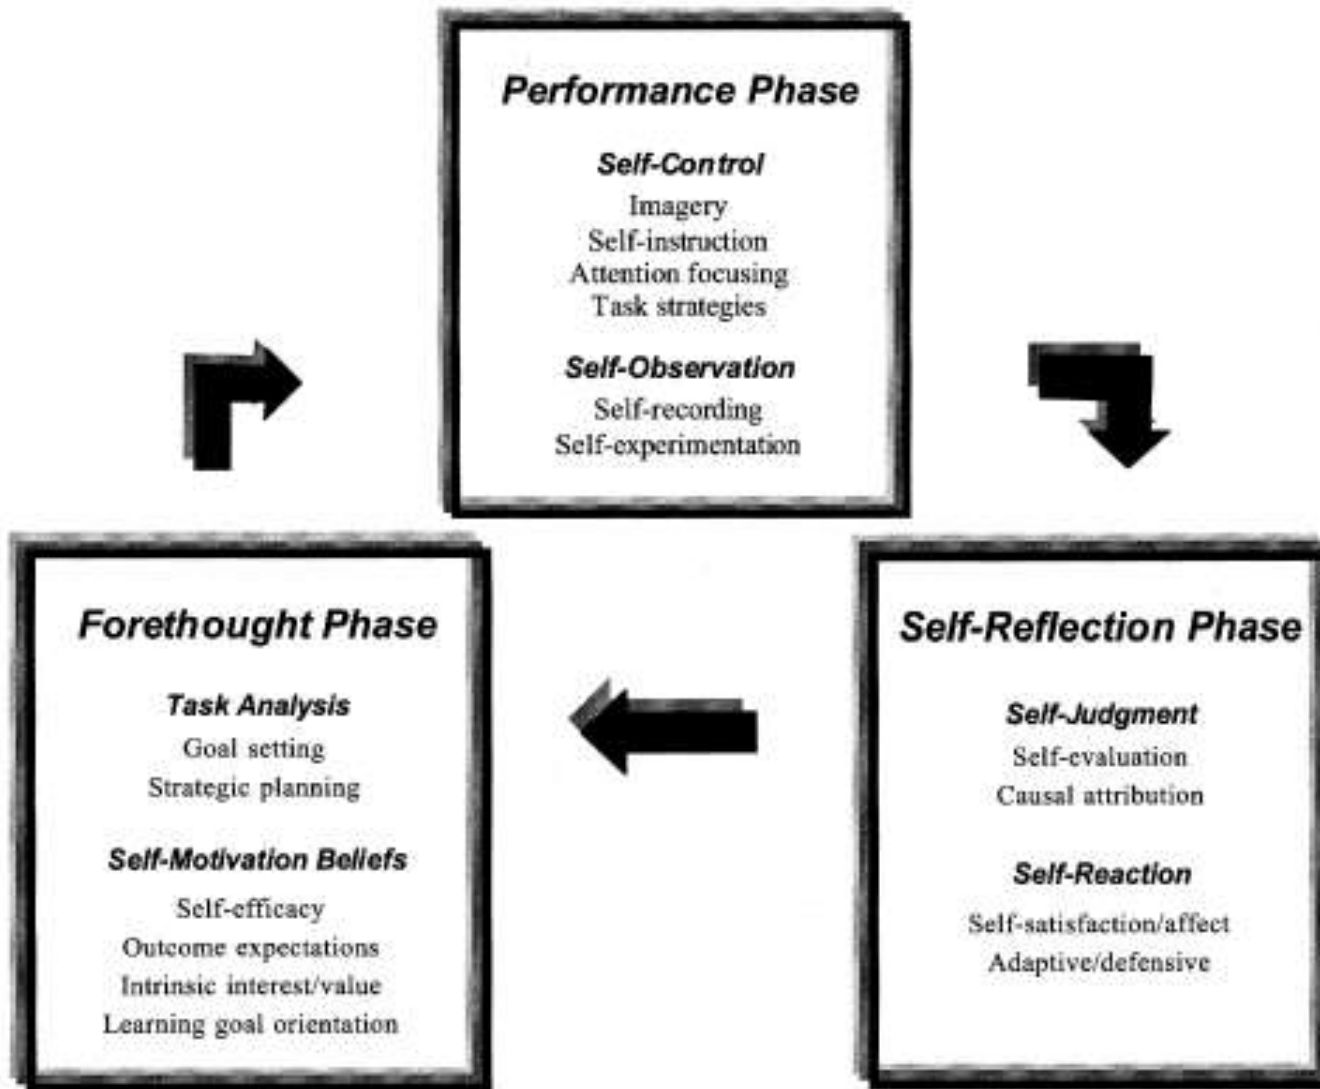 Performance Phase
Self-Control
Imagery
Self-instruction
Attention focusing
Task strategies
Self-Observation
Self-recording
Self-experimentation
Forethought Phase
Task Analysis
Goal setting
Strategic planning
Self-Motivation Beliefs
Self-efficacy
Outcome expectations
Intrinsic interest/value
Learning goal orientation
Self-Reflection Phase
Self-Judgment
Self-evaluation
Causal attribution
Self-Reaction
Self-satisfaction/affect
Adaptive/defensive